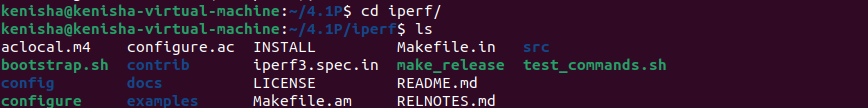 kenisha@kenisha-virtual-machine:~/4.1P$ cd iperf/
kenisha@kenisha-virtual-machine:~/4.1P/iperf$ ls
aclocal.m4 configure.ac INSTALL Makefile.in src
bootstrap.sh contrib iperf3.spec.in make_release test_commands.sh
config docs LICENSE README.md
configure examples Makefile.am RELNOTES.md